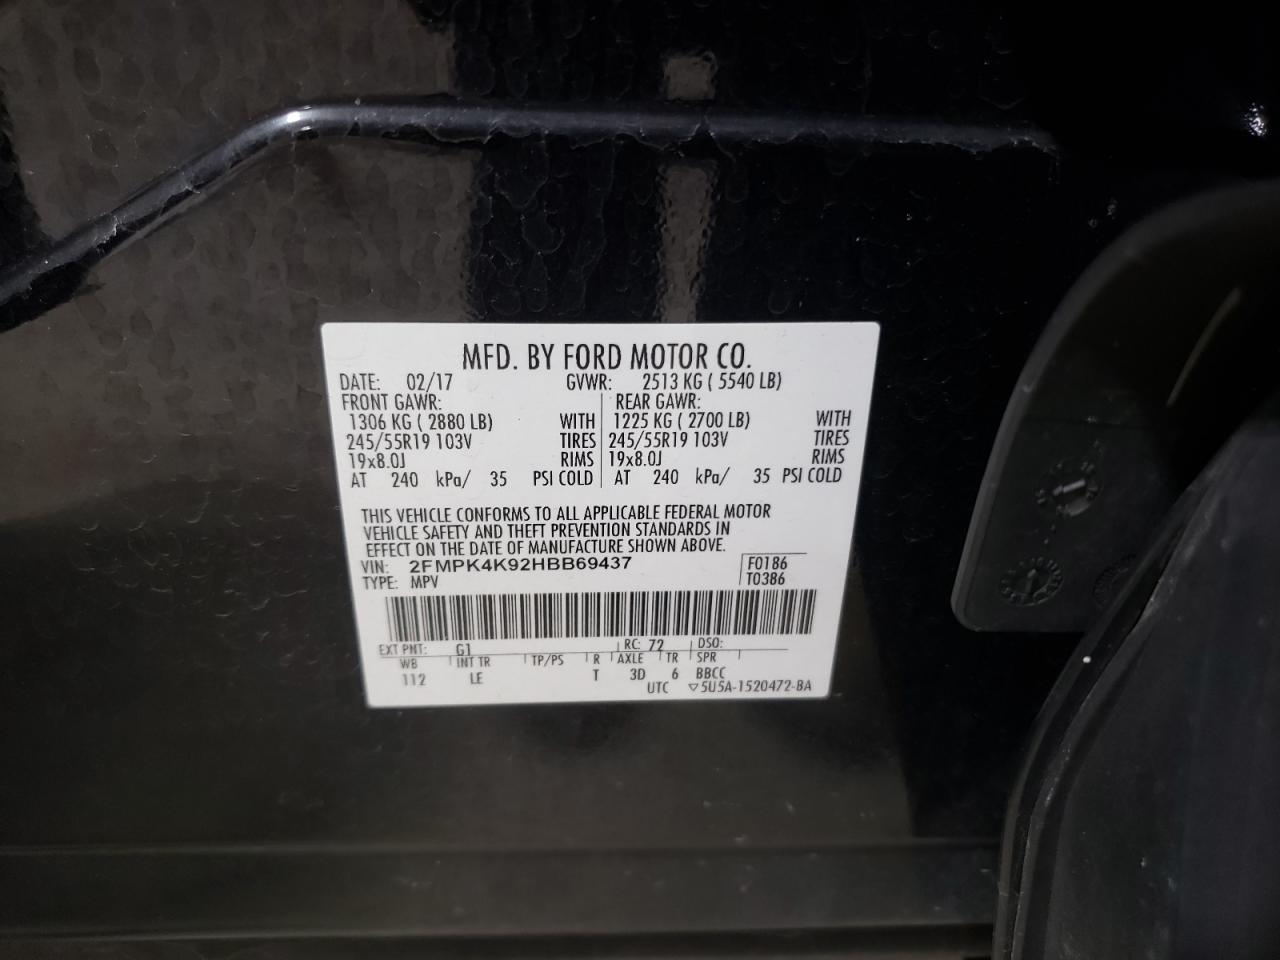 MFD. BY FORD MOTOR CO.
DATE: 02/17 GVWR: 2513 KG ( 5540 LB)
FRONT GAWR: REAR GAWR:
1306 KG ( 2880 LB) WITH 1225 KG ( 2700 LB) WITH
245/55R19 103V TIRES 245/55R19 103V TIRES
19x8.0J RIMS 19x8.0J RIMS
AT 240 kPa/ 35 PSI COLD AT 240 kPa/ 35 PSI COLD
THIS VEHICLE CONFORMS TO ALL APPLICABLE FEDERAL MOTOR
VEHICLE SAFETY AND THEFT PREVENTION STANDARDS IN
EFFECT ON THE DATE OF MANUFACTURE SHOWN ABOVE.
VIN: 2FMPK4K92HBB69437 F0186
TYPE: MPV T0386
EXT PNT: G1 RC: 72 DSO:
WB INT TR TP/PS R AXLE TR SPR
112 LE T 3D 6 BBCC
UTC ▽5U5A-1520472-BA